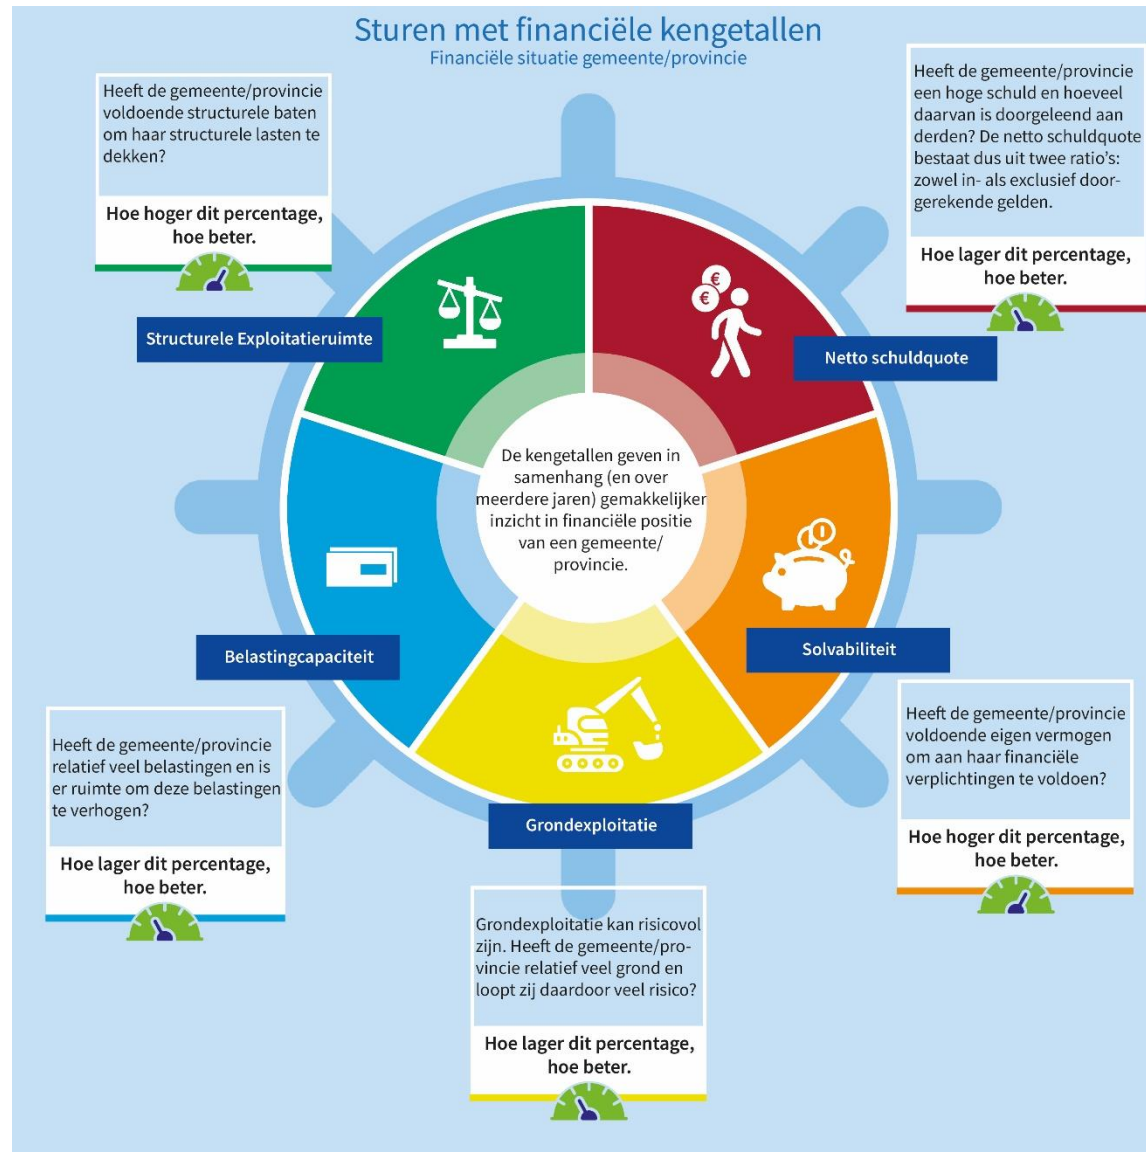 Sturen met financiële kengetallen
Financiële situatie gemeente/provincie
Heeft de gemeente/provincie
voldoende structurele baten
om haar structurele lasten te
dekken?
Hoe hoger dit percentage,
hoe beter.
Structurele Exploitatieruimte
Heeft de gemeente/provincie
een hoge schuld en hoeveel
daarvan is doorgeleend aan
derden? De netto schuldquote
bestaat dus uit twee ratio's:
zowel in- als exclusief door-
gerekende gelden.
Hoe lager dit percentage,
hoe beter.
€
€
Netto schuldquote
De kengetallen geven in
samenhang (en over
meerdere jaren) gemakkelijker
inzicht in financiële positie
van een gemeente/
provincie.
Belastingcapaciteit
Heeft de gemeente/provincie
relatief veel belastingen en is
er ruimte om deze belastingen
te verhogen?
Hoe lager dit percentage,
hoe beter.
Solvabiliteit
Heeft de gemeente/provincie
voldoende eigen vermogen
om aan haar financiële
verplichtingen te voldoen?
Hoe hoger dit percentage,
hoe beter.
Grondexploitatie
Grondexploitatie kan risicovol
zijn. Heeft de gemeente/pro-
vincie relatief veel grond en
loopt zij daardoor veel risico?
Hoe lager dit percentage,
hoe beter.